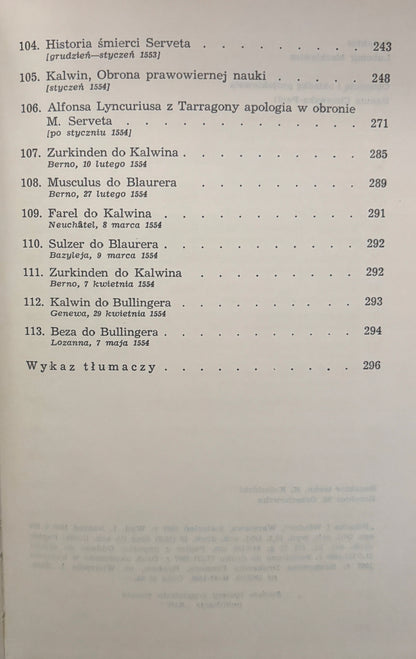 104. Historia śmierci Serveta . . . . . . . . 243
[grudzień—styczeń 1553]
105. Kalwin, Obrona prawowiernej nauki . . . . . 248
[styczeń 1554]
106. Alfonsa Lyncuriusa z Tarragony apologia w obronie
M. Serveta . . . . . . . . . . . . 271
[po styczniu 1554]
107. Zurkinden do Kalwina . . . . . . . . . 285
Berno, 10 lutego 1554
108. Musculus do Blaurera . . . . . . . . 289
Berno, 27 lutego 1554
109. Farel do Kalwina . . . . . . . . . . 291
Neuchâtel, 8 marca 1554
110. Sulzer do Blaurera . . . . . . . . . . 292
Bazyleja, 9 marca 1554
111. Zurkinden do Kalwina . . . . . . . . 292
Berno, 7 kwietnia 1554
112. Kalwin do Bullingera . . . . . . . . . 293
Genewa, 29 kwietnia 1554
113. Beza do Bullingera . . . . . . . . . . 294
Lozanna, 7 maja 1554
Wykaz tłumaczy . . . . . . . . . . 296